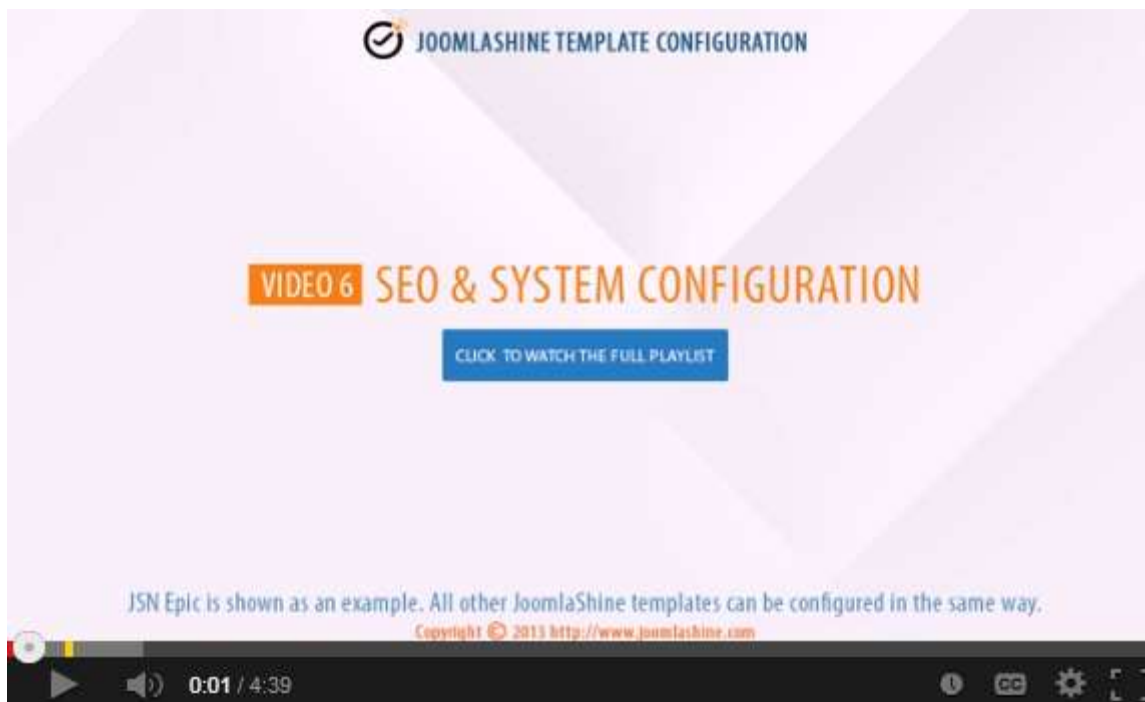 JOOMLASHINE TEMPLATE CONFIGURATION
VIDEO 6 SEO & SYSTEM CONFIGURATION
CLICK TO WATCH THE FULL PLAYLIST
JSN Epic is shown as an example. All other JoomlaShine templates can be configured in the same way.
Copyright © 2013 http://www.joomlashine.com
0:01 / 4:39
CC